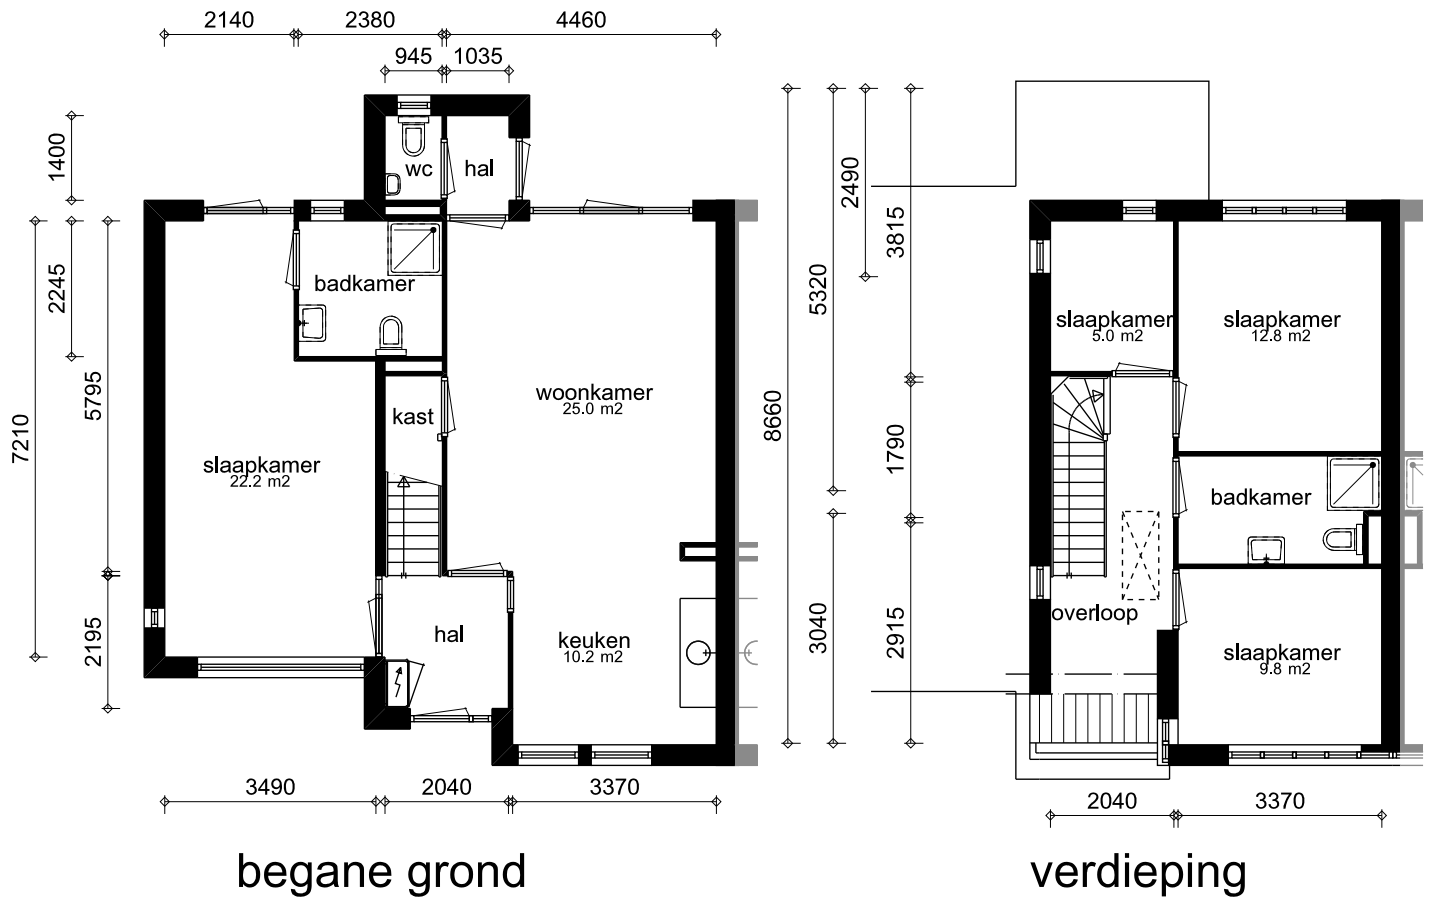 2140
2380
4460
945
1035
1400
wc
hal
2245
badkamer
7210
5795
woonkamer
25.0 m2
kast
slaapkamer
22.2 m2
2195
hal
keuken
10.2 m2
3490
2040
3370
begane grond
8660
5320
3040
2490
3815
1790
2915
slaapkamer
5.0 m2
slaapkamer
12.8 m2
badkamer
overloop
slaapkamer
9.8 m2
2040
3370
verdieping